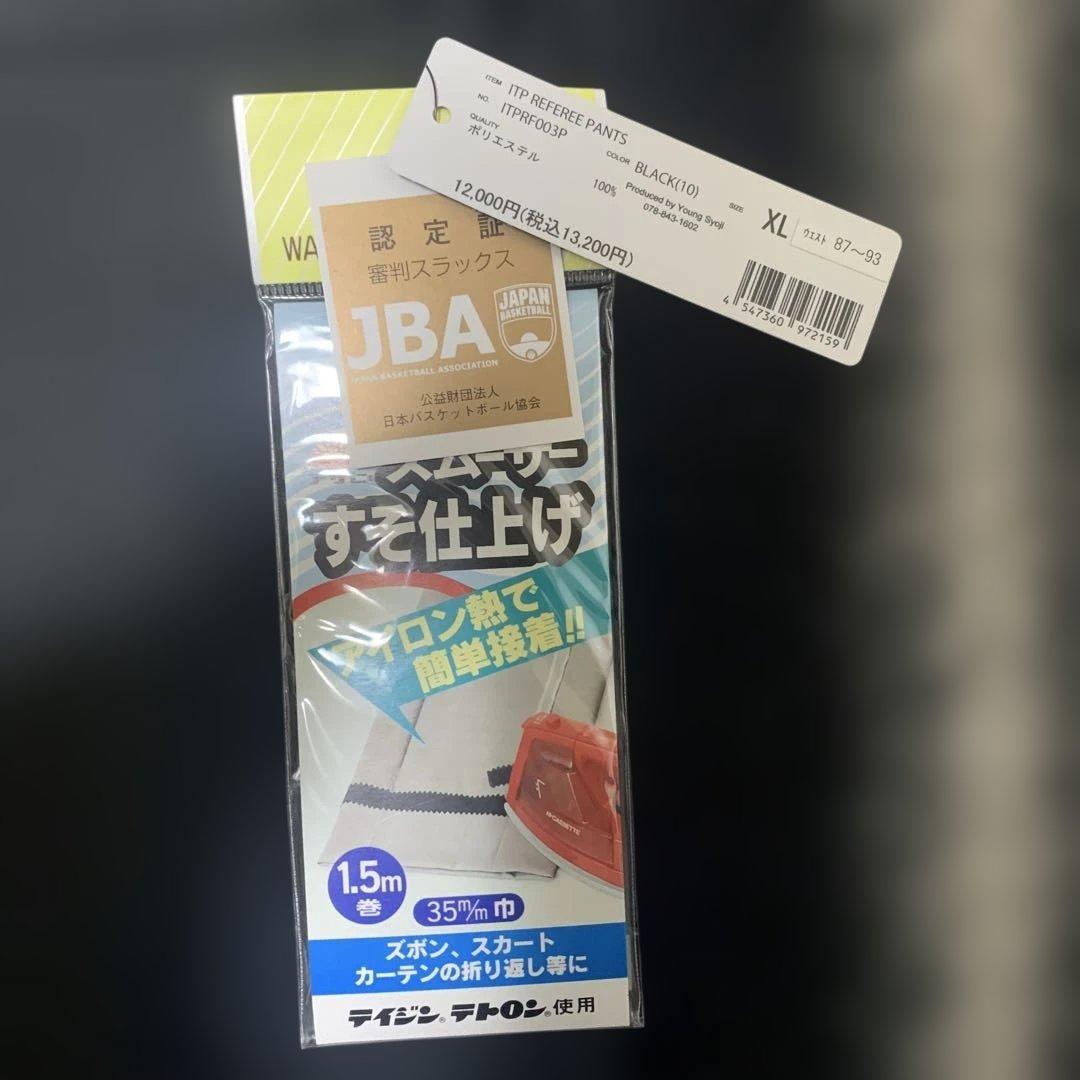 ITEM ITP REFEREE PANTS
NO. ITPRF003P
QUALITY COLOR BLACK(10)
ポリエステル 100%
Produced by Young Syoji
078-843-1602
SIZE XL ウエスト 87〜93
12,000円(税込13,200円)
4 547360 972159
WA
認定証
審判スラックス
JBA
JAPAN BASKETBALL ASSOCIATION
JAPAN
BASKETBALL
公益財団法人
日本バスケットボール協会
スムーサー
すそ仕上げ
アイロン熱で
簡単接着!!
CASSETTE
1.5m
巻
35m/m巾
ズボン、スカート
カーテンの折り返し等に
テイジン®テトロン®使用